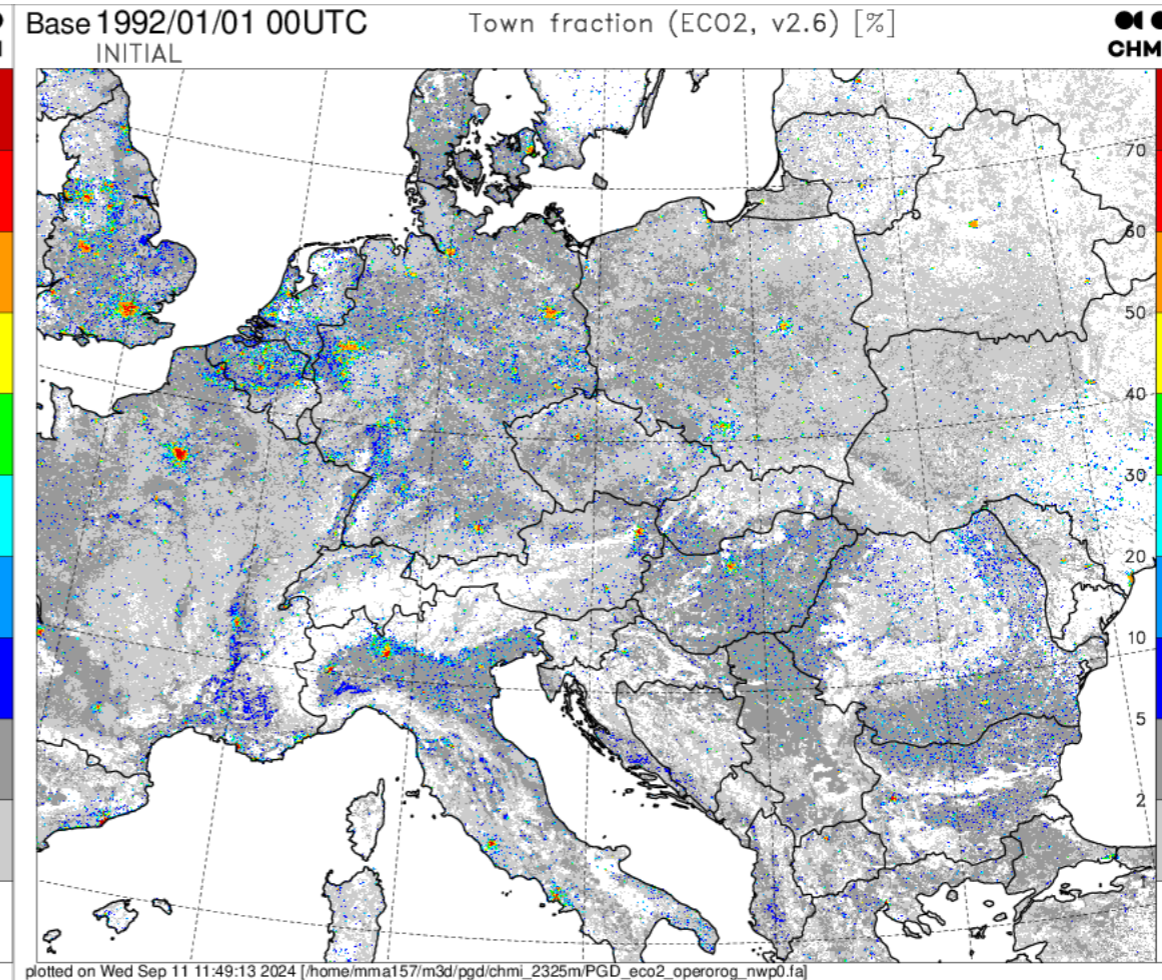 Base 1992/01/01 00UTC
Town fraction (ECO2, v2.6) [%]
INITIAL
CHM
70
60
50
40
30
20
10
5
2
plotted on Wed Sep 11 11:49:13 2024 [/home/mma157/m3d/pgd/chmi_2325m/PGD_eco2_operorog_nwp0.fa]